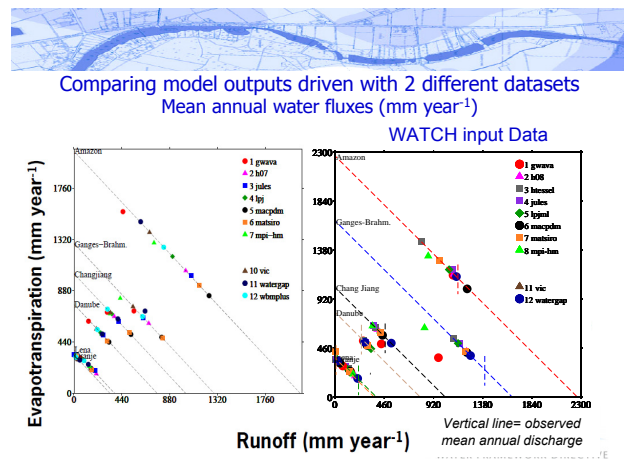 Comparing model outputs driven with 2 different datasets
Mean annual water fluxes (mm year-1)
WATCH input Data
Evapotranspiration (mm year-1)
1760
1320
880
440
0
Amazon
Ganges-Brahm.
Changjiang
Danube
Lena
1 gwava
2 h07
3 jules
4 lpj
5 macpdm
6 matsiro
7 mpi-hm
10 vic
11 watergap
12 wbmplus
0 440 880 1320 1760
2300
1840
1380
920
460
0
Amazon
Ganges-Brahm.
Chang Jiang
Danube
1 gwava
2 h08
3 htessel
4 jules
5 lpjml
6 macpdm
7 matsiro
8 mpi-hm
11 vic
12 watergap
0 460 920 1380 1840 2300
Runoff (mm year-1)
Vertical line= observed
mean annual discharge